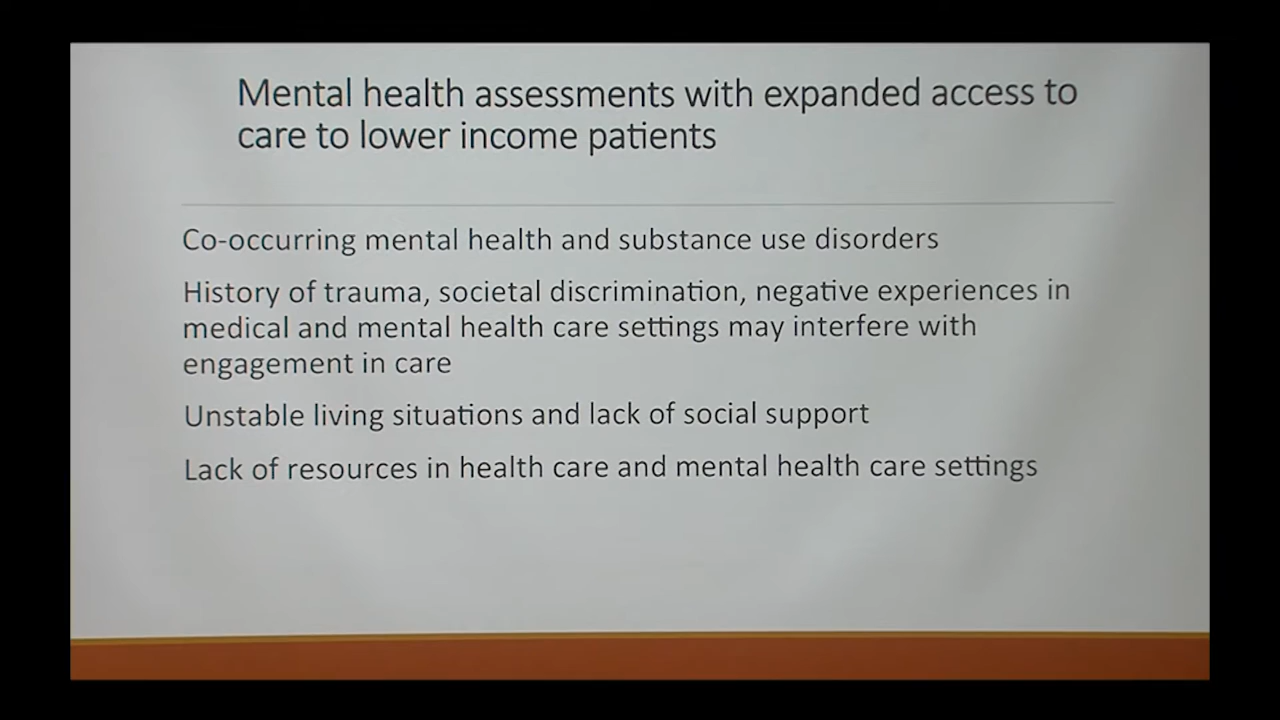 Mental health assessments with expanded access to
care to lower income patients
Co-occurring mental health and substance use disorders
History of trauma, societal discrimination, negative experiences in
medical and mental health care settings may interfere with
engagement in care
Unstable living situations and lack of social support
Lack of resources in health care and mental health care settings